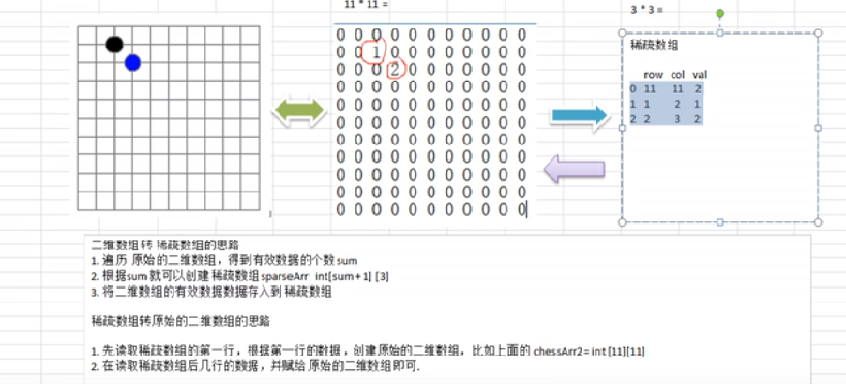 11 * 11 =
3 * 3 =
0 0 0 0 0 0 0 0 0 0 0
0 0 1 0 0 0 0 0 0 0 0
0 0 0 2 0 0 0 0 0 0 0
0 0 0 0 0 0 0 0 0 0 0
0 0 0 0 0 0 0 0 0 0 0
0 0 0 0 0 0 0 0 0 0 0
0 0 0 0 0 0 0 0 0 0 0
0 0 0 0 0 0 0 0 0 0 0
0 0 0 0 0 0 0 0 0 0 0
0 0 0 0 0 0 0 0 0 0 0
0 0 0 0 0 0 0 0 0 0 0
稀疏数组
row col val
0 11 11 2
1 1 2 1
2 2 3 2
二维数组转 稀疏数组的思路
1. 遍历 原始的二维数组，得到有效数据的个数 sum
2. 根据sum 就可以创建 稀疏数组 sparseArr int[sum+1] [3]
3. 将二维数组的有效数据数据存入到 稀疏数组
稀疏数组转原始的二维数组的思路
1. 先读取稀疏数组的第一行，根据第一行的数据，创建原始的二维数组，比如上面的 chessArr2= int [11][11]
2. 在读取稀疏数组后几行的数据，并赋给 原始的二维数组 即可.